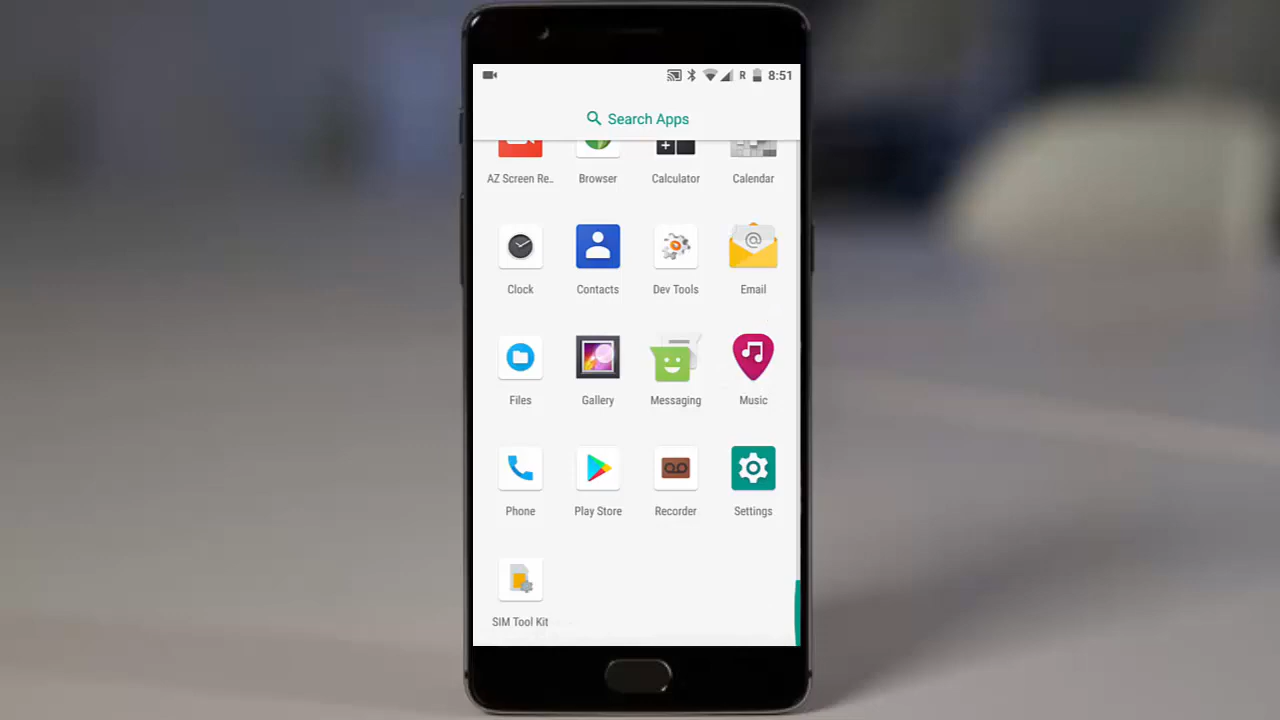 R 8:51
Search Apps
AZ Screen Re.. Browser Calculator Calendar
Clock Contacts Dev Tools Email
Files Gallery Messaging Music
Phone Play Store Recorder Settings
SIM Tool Kit